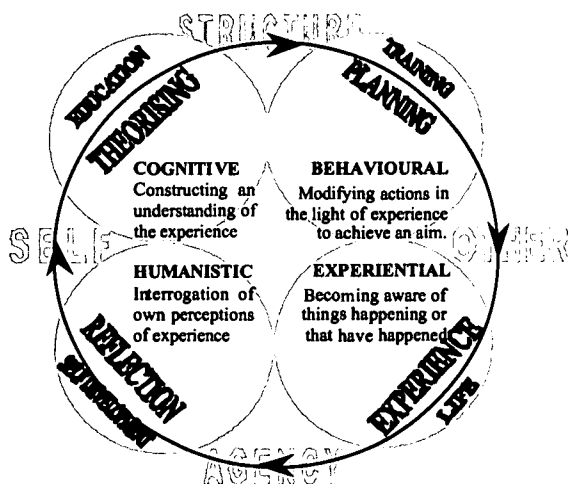 STRUCTURE
EDUCATION
TRAINING
THEORISING
PLANNING
COGNITIVE
Constructing an
understanding of
the experience
BEHAVIOURAL
Modifying actions in
the light of experience
to achieve an aim.
SELF
OTHER
HUMANISTIC
Interrogation of
own perceptions
of experience
EXPERIENTIAL
Becoming aware of
things happening or
that have happened
REFLECTION
EXPERIENCE
SELF DEVELOPMENT
LIFE
AGENCY